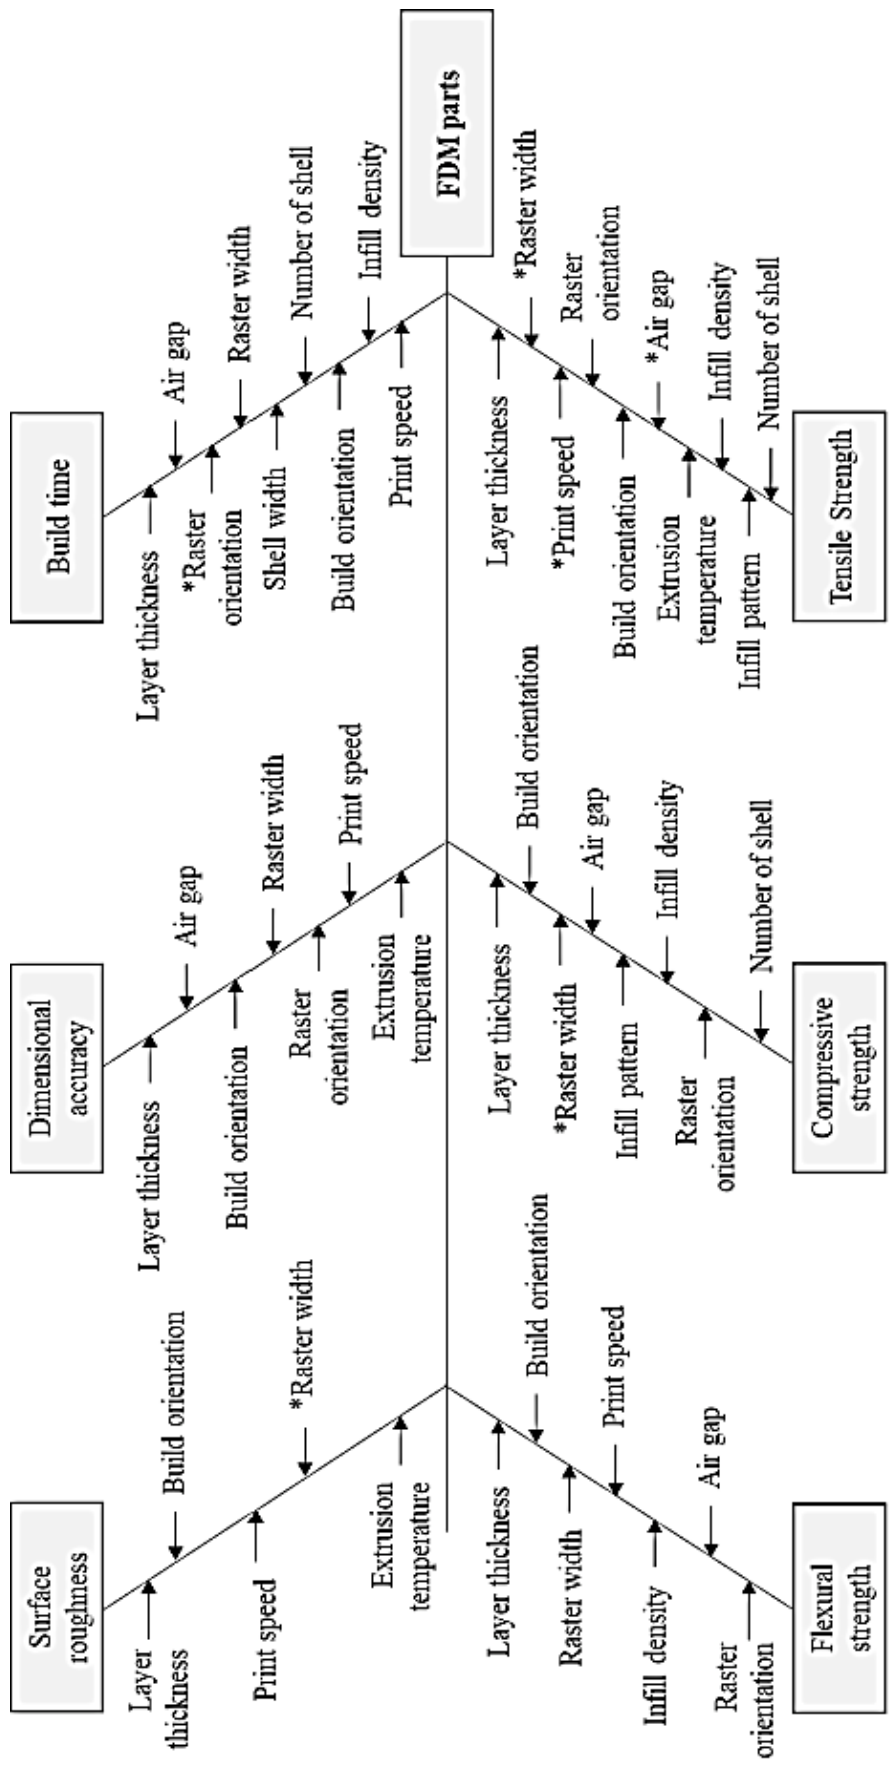 Surface
roughness
Layer
thickness
Build orientation
Print speed
*Raster width
Extrusion
temperature
Dimensional
accuracy
Layer thickness
Air gap
Build orientation
Raster width
Raster
orientation
Print speed
Extrusion
temperature
Build time
Layer thickness
Air gap
*Raster
orientation
Raster width
Shell width
Number of shell
Build orientation
Infill density
Print speed
FDM parts
Layer thickness
Build orientation
Raster width
Print speed
Infill density
Air gap
Raster
orientation
Flexural
strength
Layer thickness
Build orientation
*Raster width
Air gap
Infill pattern
Infill density
Raster
orientation
Number of shell
Compressive
strength
Layer thickness
*Raster width
*Print speed
Raster
orientation
Build orientation
*Air gap
Extrusion
temperature
Infill density
Infill pattern
Number of shell
Tensile Strength